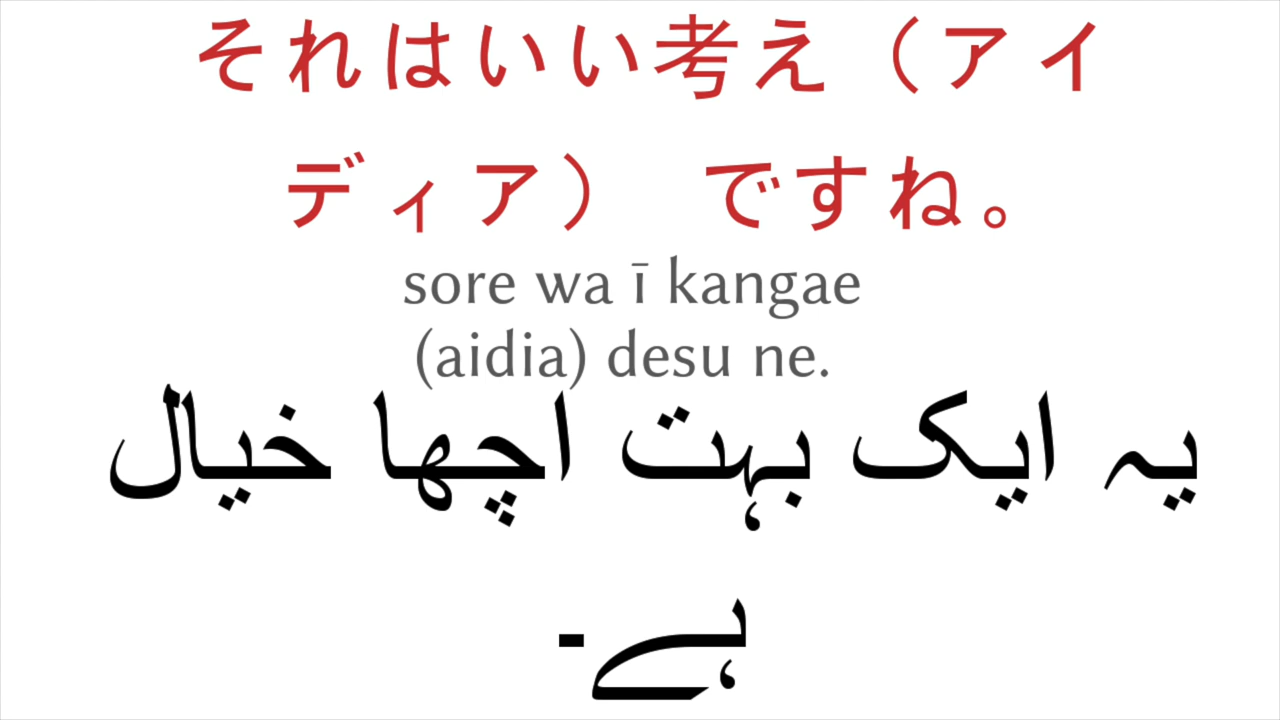 それはいい考え（アイ
ディア） ですね。
sore wa ī kangae
(aidia) desu ne.
یہ ایک بہت اچھا خیال
ہے۔